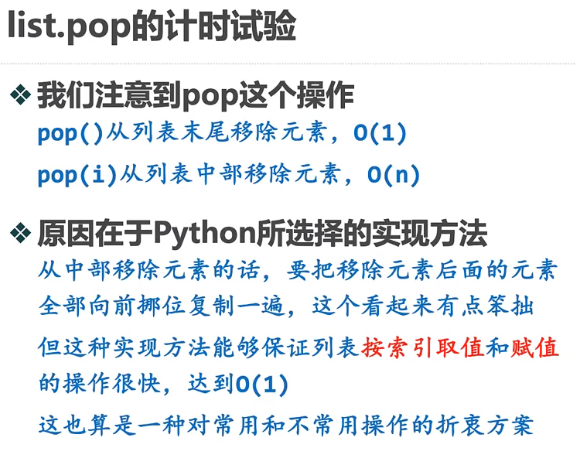 list.pop的计时试验
❖我们注意到pop这个操作
pop()从列表末尾移除元素，O(1)
pop(i)从列表中部移除元素，O(n)
❖原因在于Python所选择的实现方法
从中部移除元素的话，要把移除元素后面的元素
全部向前挪位复制一遍，这个看起来有点笨拙
但这种实现方法能够保证列表按索引取值和赋值
的操作很快，达到O(1)
这也算是一种对常用和不常用操作的折衷方案